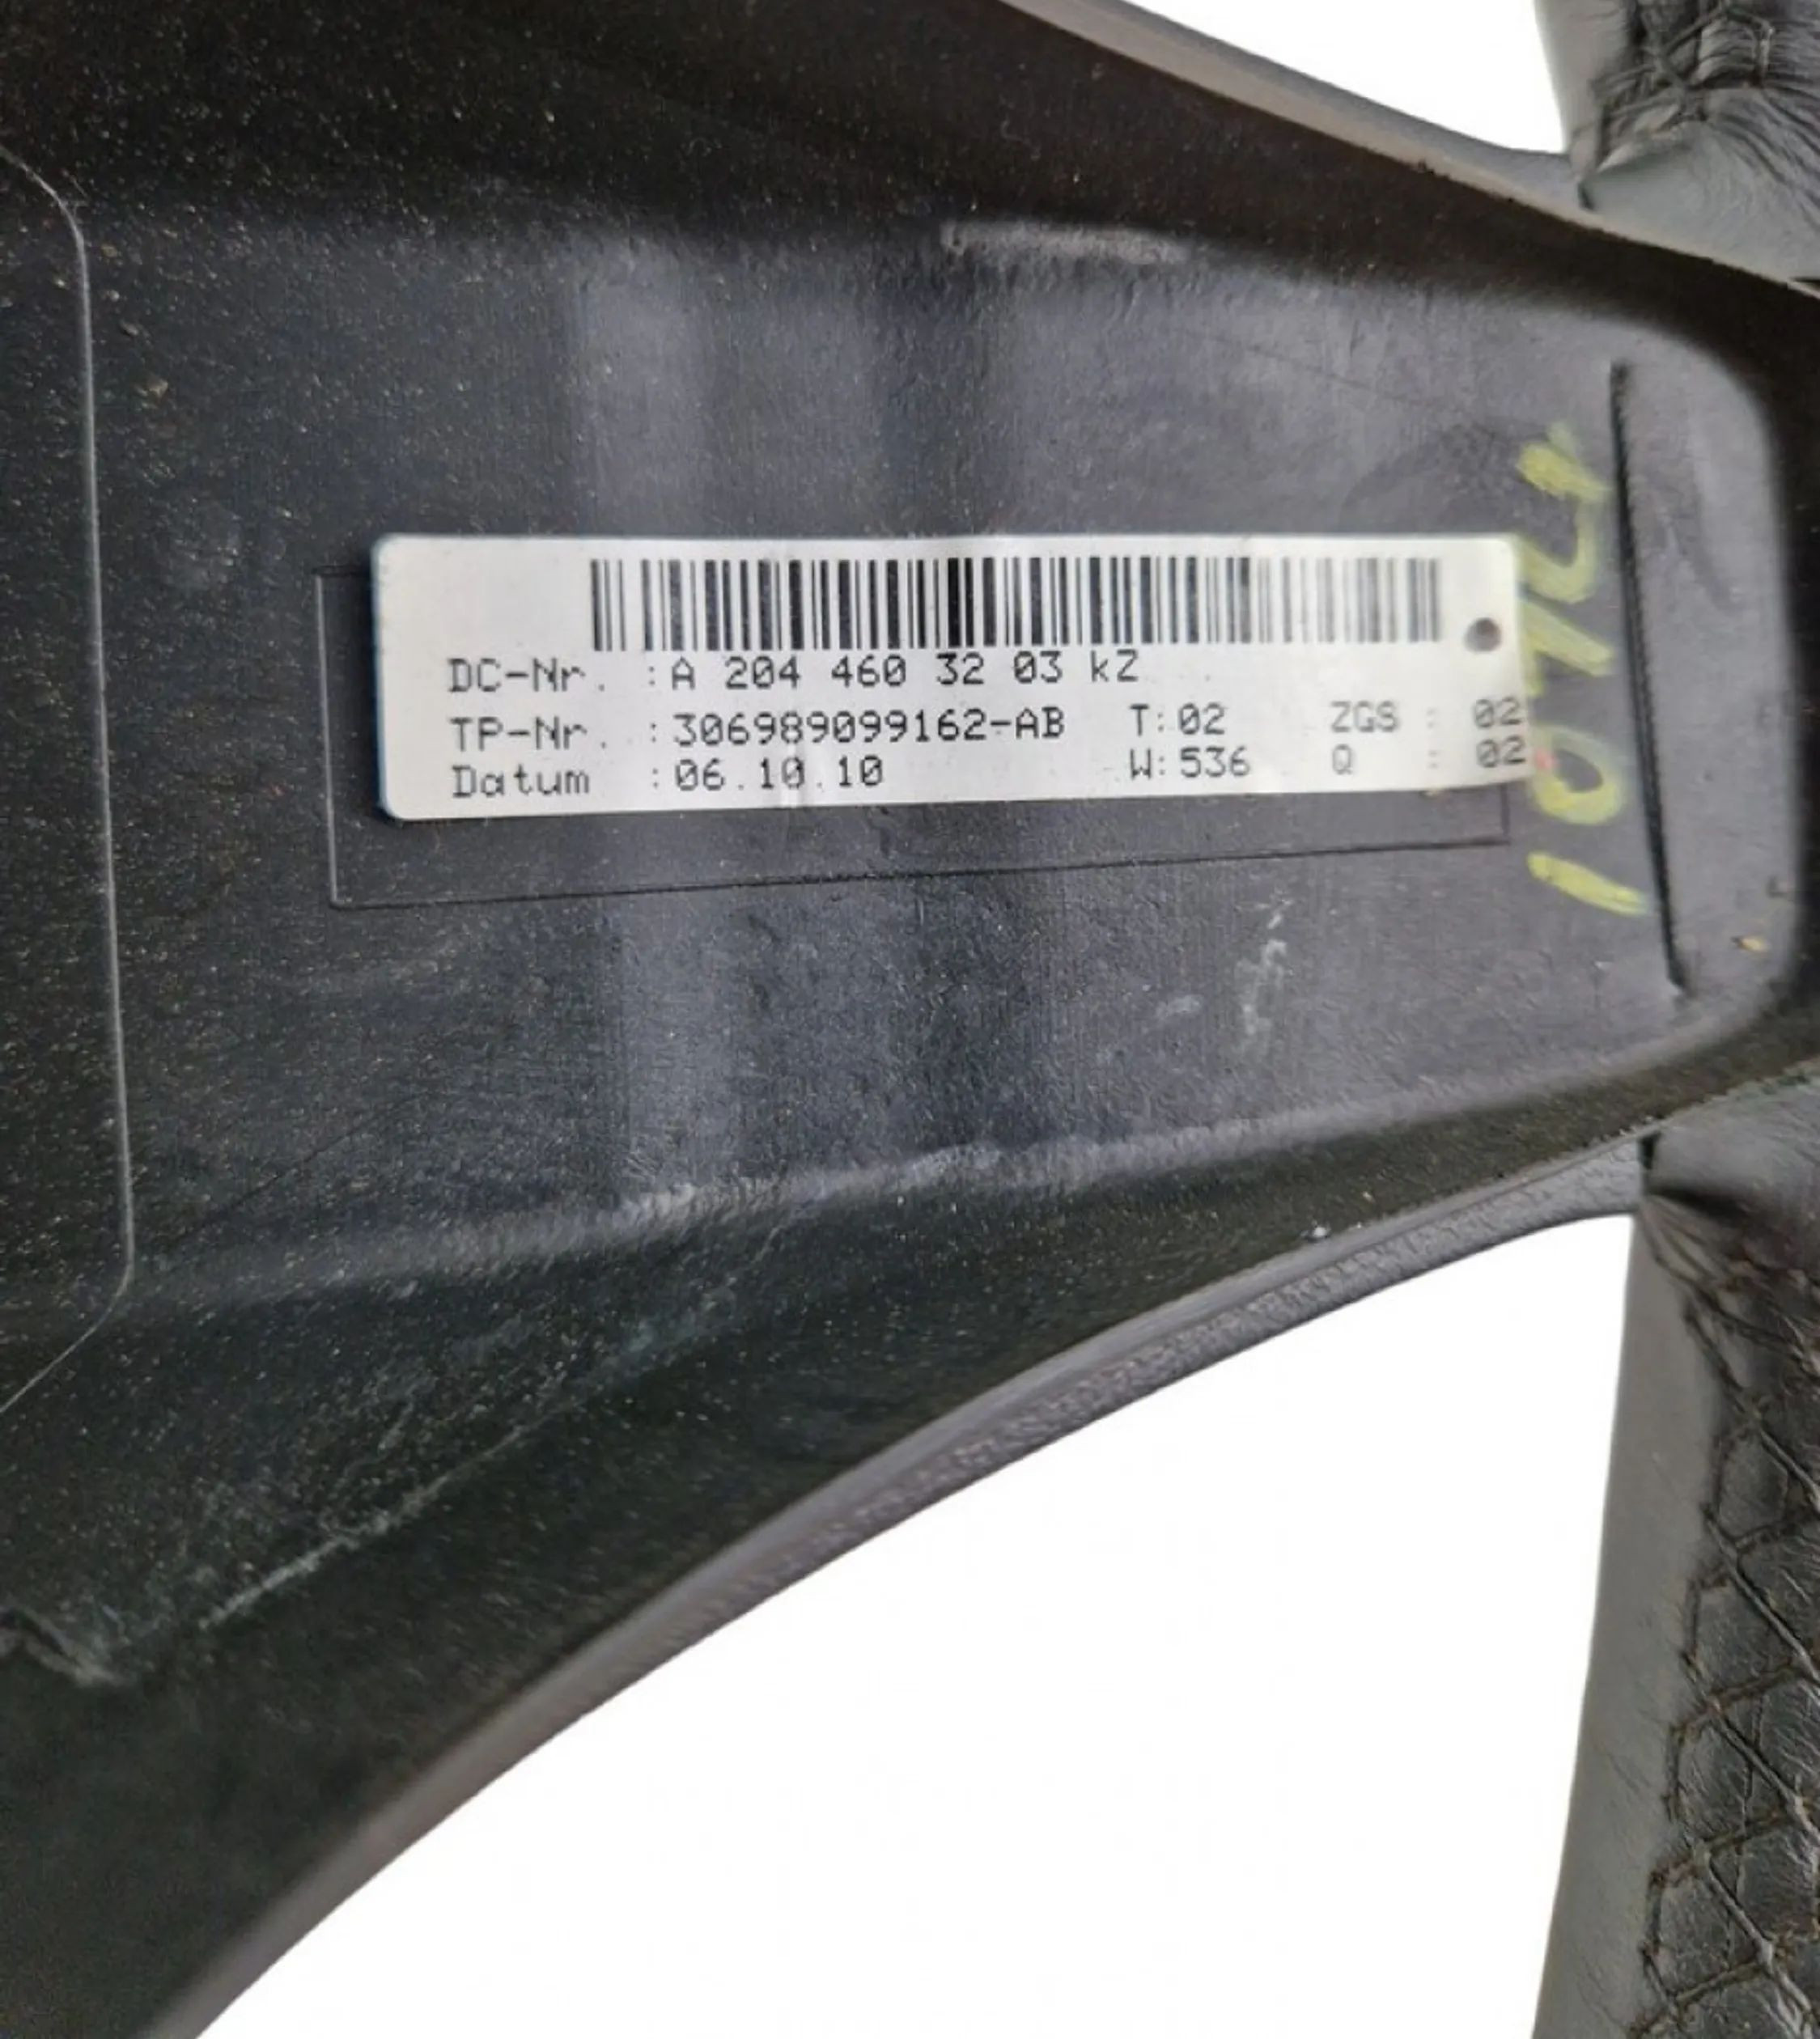 DC-Nr. :A 204 460 32 03 kZ
TP-Nr. :306989099162-AB T:02 ZGS : 02
Datum :06.10.10 W:536 Q : 02